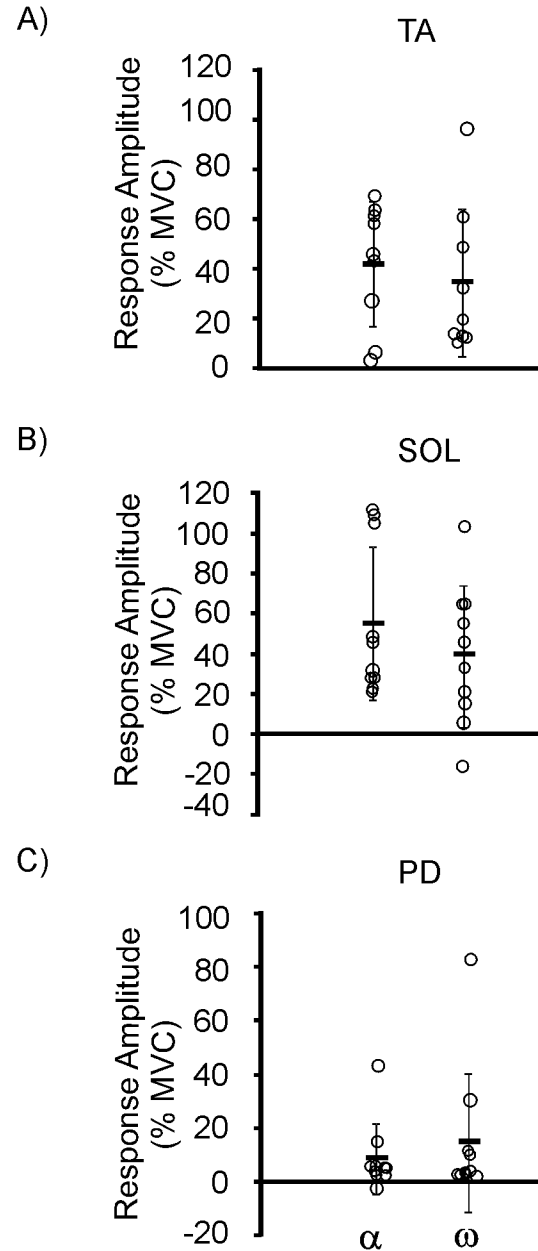 A)
TA
Response Amplitude
(% MVC)
120
100
80
60
40
20
0
B)
SOL
Response Amplitude
(% MVC)
120
100
80
60
40
20
0
-20
-40
C)
PD
Response Amplitude
(% MVC)
100
80
60
40
20
0
-20
α ω